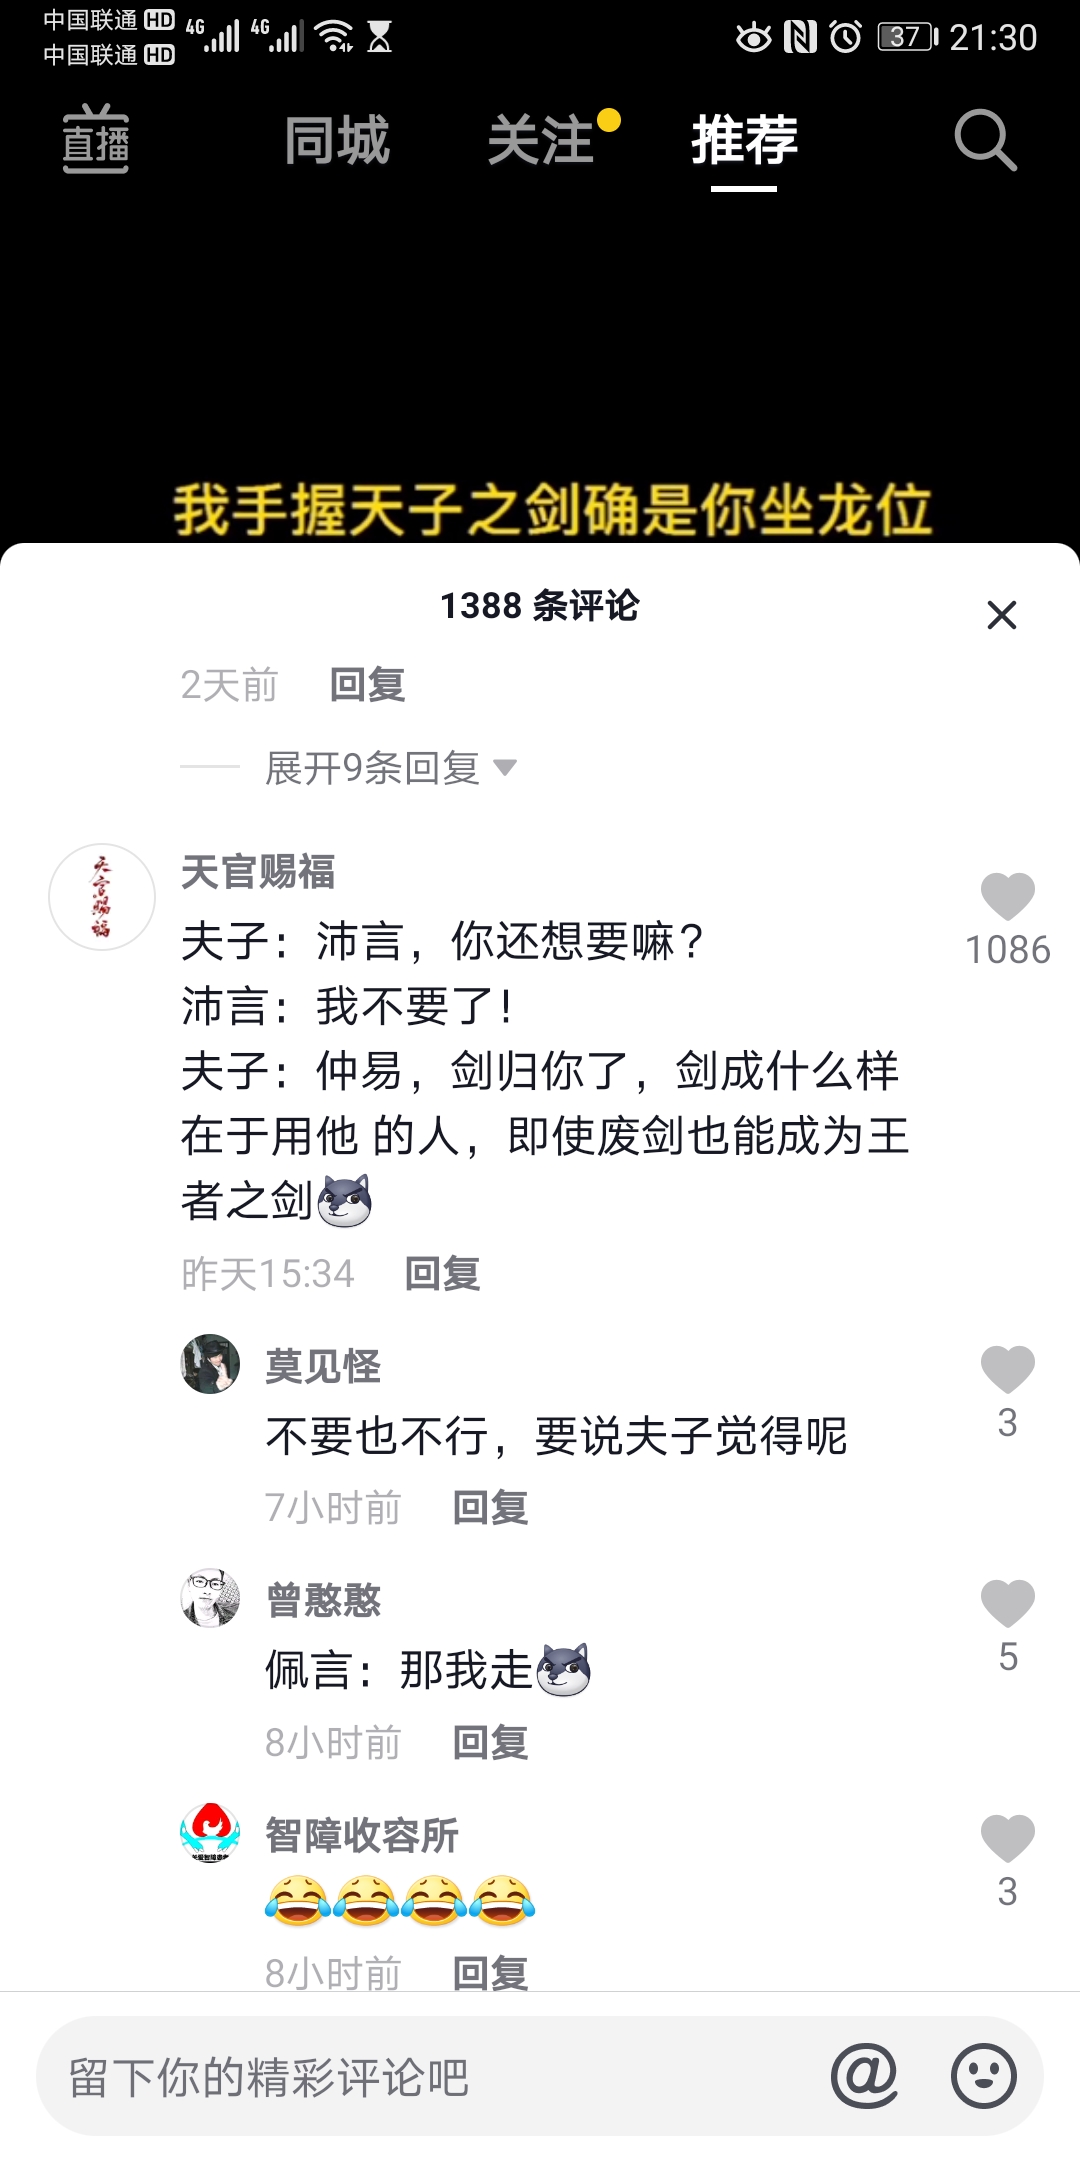 中国联通 HD 4G 4G 37 21:30
中国联通 HD
直播 同城 关注 推荐
我手握天子之剑确是你坐龙位
1388 条评论
2天前 回复
展开9条回复
天官赐福
天官赐福
夫子：沛言，你还想要嘛？
1086
沛言：我不要了！
夫子：仲易，剑归你了，剑成什么样
在于用他 的人，即使废剑也能成为王
者之剑
昨天15:34 回复
莫见怪
不要也不行，要说夫子觉得呢
3
7小时前 回复
曾憨憨
佩言：那我走
5
8小时前 回复
智障收容所
😂😂😂😂
3
8小时前 回复
留下你的精彩评论吧 @